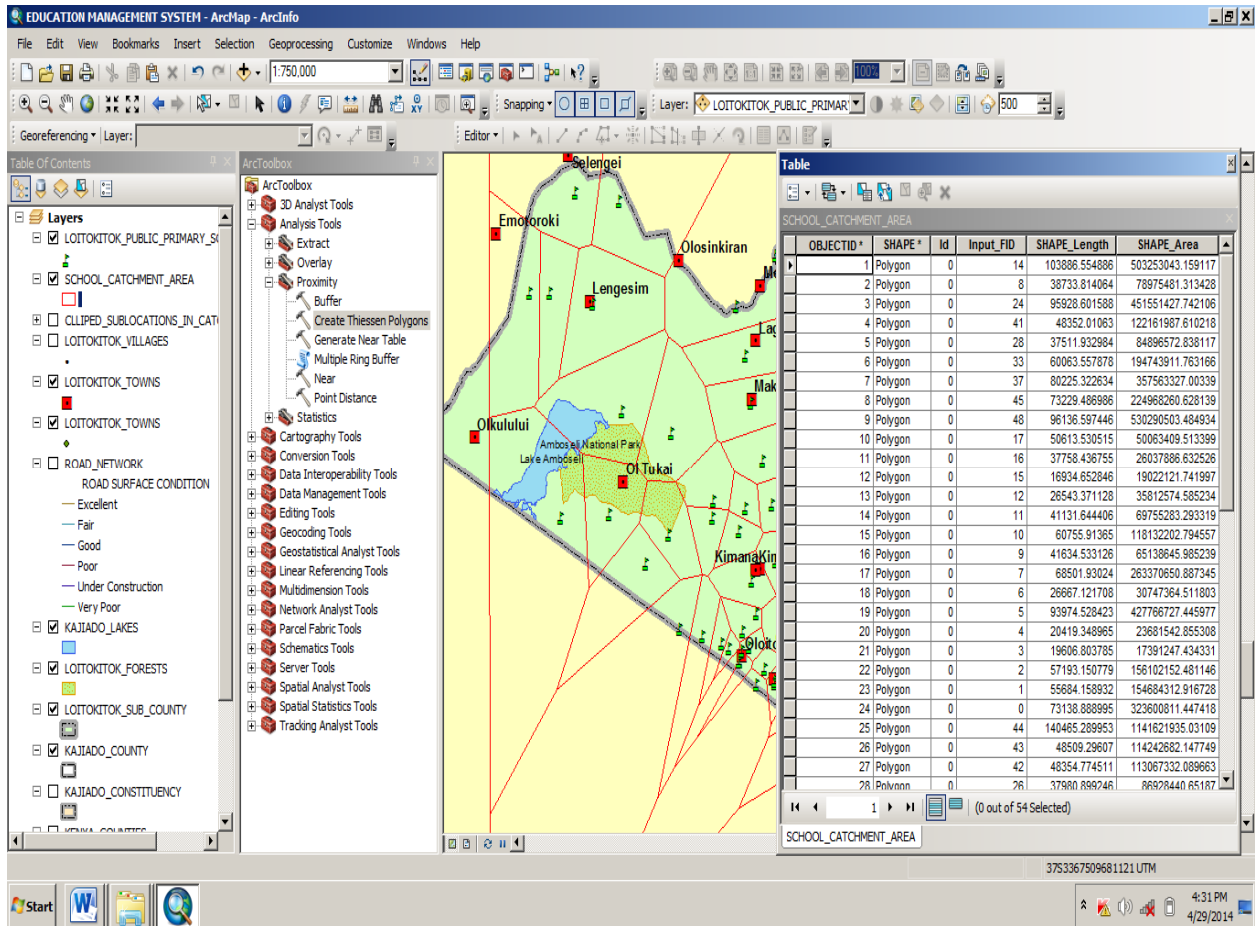 EDUCATION MANAGEMENT SYSTEM - ArcMap - ArcInfo
File Edit View Bookmarks Insert Selection Geoprocessing Customize Windows Help
1:750,000 100%
Snapping Layer: LOITOKITOK_PUBLIC_PRIMAR 500
Georeferencing Layer: Editor
Table Of Contents
Layers
LOITOKITOK_PUBLIC_PRIMARY_S
SCHOOL_CATCHMENT_AREA
CLLIPED_SUBLOCATIONS_IN_CAT
LOITOKITOK_VILLAGES
LOITOKITOK_TOWNS
LOITOKITOK_TOWNS
ROAD_NETWORK
ROAD SURFACE CONDITION
Excellent
Fair
Good
Poor
Under Construction
Very Poor
KAJIADO_LAKES
LOITOKITOK_FORESTS
LOITOKITOK_SUB_COUNTY
KAJIADO_COUNTY
KAJIADO_CONSTITUENCY
KENYA_COUNTIES
ArcToolbox
ArcToolbox
3D Analyst Tools
Analysis Tools
Extract
Overlay
Proximity
Buffer
Create Thiessen Polygons
Generate Near Table
Multiple Ring Buffer
Near
Point Distance
Statistics
Cartography Tools
Conversion Tools
Data Interoperability Tools
Data Management Tools
Editing Tools
Geocoding Tools
Geostatistical Analyst Tools
Linear Referencing Tools
Multidimension Tools
Network Analyst Tools
Parcel Fabric Tools
Schematics Tools
Server Tools
Spatial Analyst Tools
Spatial Statistics Tools
Tracking Analyst Tools
Selengei
Emotoroki
Olosinkiran
Me
Lengesim
Lag
Mak
Olkulului
Amboseli National Park
Lake Amboseli
Ol Tukai
KimanaKin
Oloito
Table
SCHOOL_CATCHMENT_AREA
OBJECTID * SHAPE * Id Input_FID SHAPE_Length SHAPE_Area
1 Polygon 0 14 103886.554886 503253043.159117
2 Polygon 0 8 38733.814064 78975481.313428
3 Polygon 0 24 95928.601588 451551427.742106
4 Polygon 0 41 48352.01063 122161987.610218
5 Polygon 0 28 37511.932984 84896572.838117
6 Polygon 0 33 60063.557878 194743911.763166
7 Polygon 0 37 80225.322634 357563327.00339
8 Polygon 0 45 73229.486986 224968260.628139
9 Polygon 0 48 96136.597446 530290503.484934
10 Polygon 0 17 50613.530515 50063409.513399
11 Polygon 0 16 37758.436755 26037886.632526
12 Polygon 0 15 16934.652846 19022121.741997
13 Polygon 0 12 26543.371128 35812574.585234
14 Polygon 0 11 41131.644406 69755283.293319
15 Polygon 0 10 60755.91365 118132202.794557
16 Polygon 0 9 41634.533126 65138645.985239
17 Polygon 0 7 68501.93024 263370650.887345
18 Polygon 0 6 26667.121708 30747364.511803
19 Polygon 0 5 93974.528423 427766727.445977
20 Polygon 0 4 20419.348965 23681542.855308
21 Polygon 0 3 19606.803785 17391247.434331
22 Polygon 0 2 57193.150779 156102152.481146
23 Polygon 0 1 55684.158932 154684312.916728
24 Polygon 0 0 73138.888995 323600811.447418
25 Polygon 0 44 140465.289953 1141621935.03109
26 Polygon 0 43 48509.29607 114242682.147749
27 Polygon 0 42 48354.774511 113067332.089663
28 Polygon 0 26 37980.899246 86928440.65187
1 (0 out of 54 Selected)
SCHOOL_CATCHMENT_AREA
37S3367509681121 UTM
Start 4:31 PM
4/29/2014